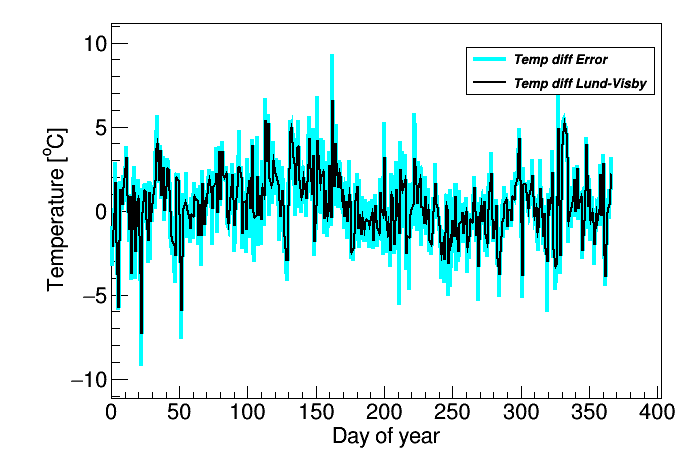 Temp diff Error
Temp diff Lund-Visby
Temperature [°C]
10
5
0
−5
−10
0 50 100 150 200 250 300 350 400
Day of year